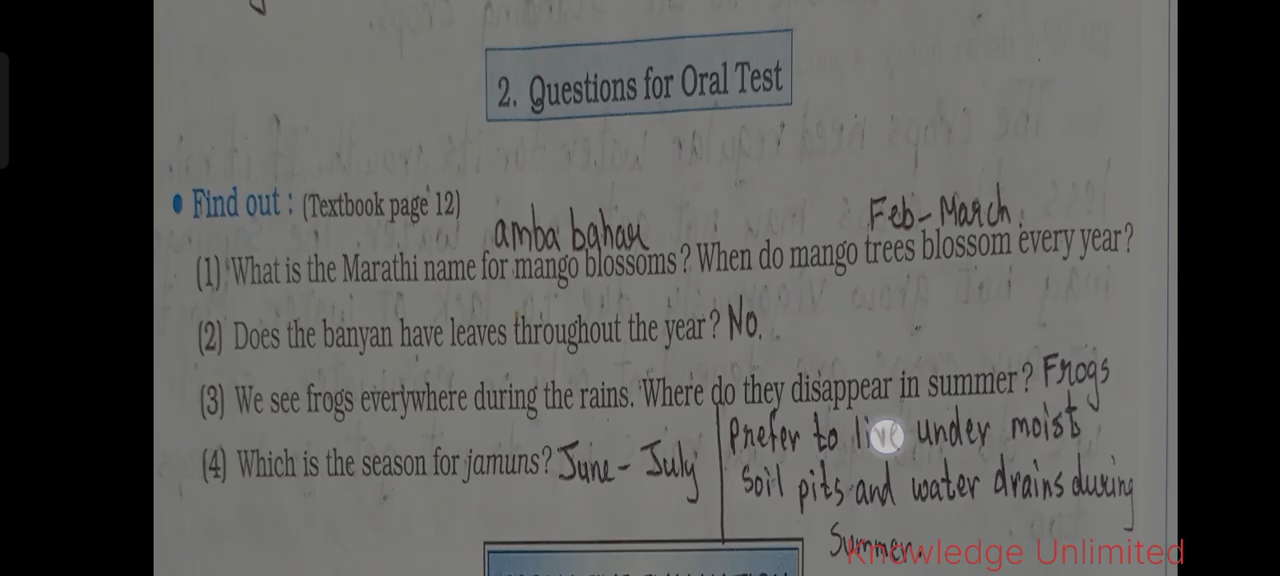 2. Questions for Oral Test
• Find out : (Textbook page 12)
amba bahau Feb-March.
(1) What is the Marathi name for mango blossoms? When do mango trees blossom every year?
(2) Does the banyan have leaves throughout the year? No.
(3) We see frogs everywhere during the rains. Where do they disappear in summer? Frogs
prefer to live under moist
(4) Which is the season for jamuns? June - July
soil pits and water drains during
Summer.
Knowledge Unlimited